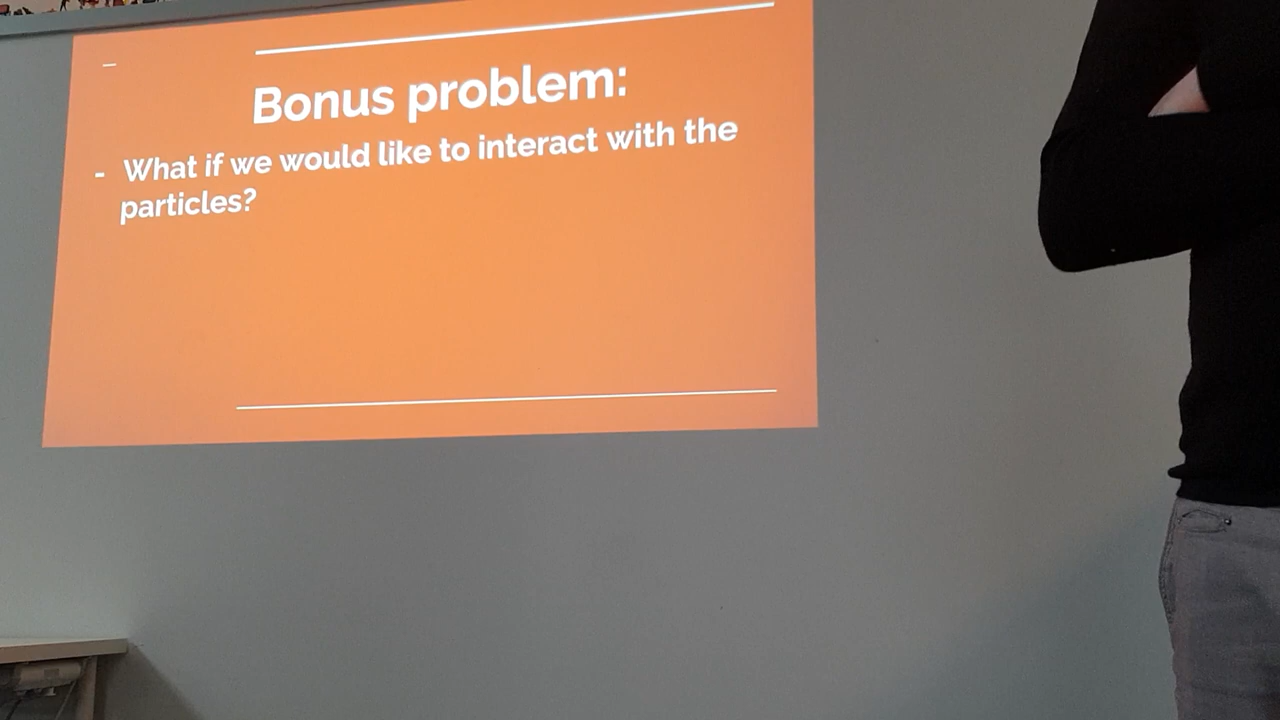 Bonus problem:
- What if we would like to interact with the
particles?